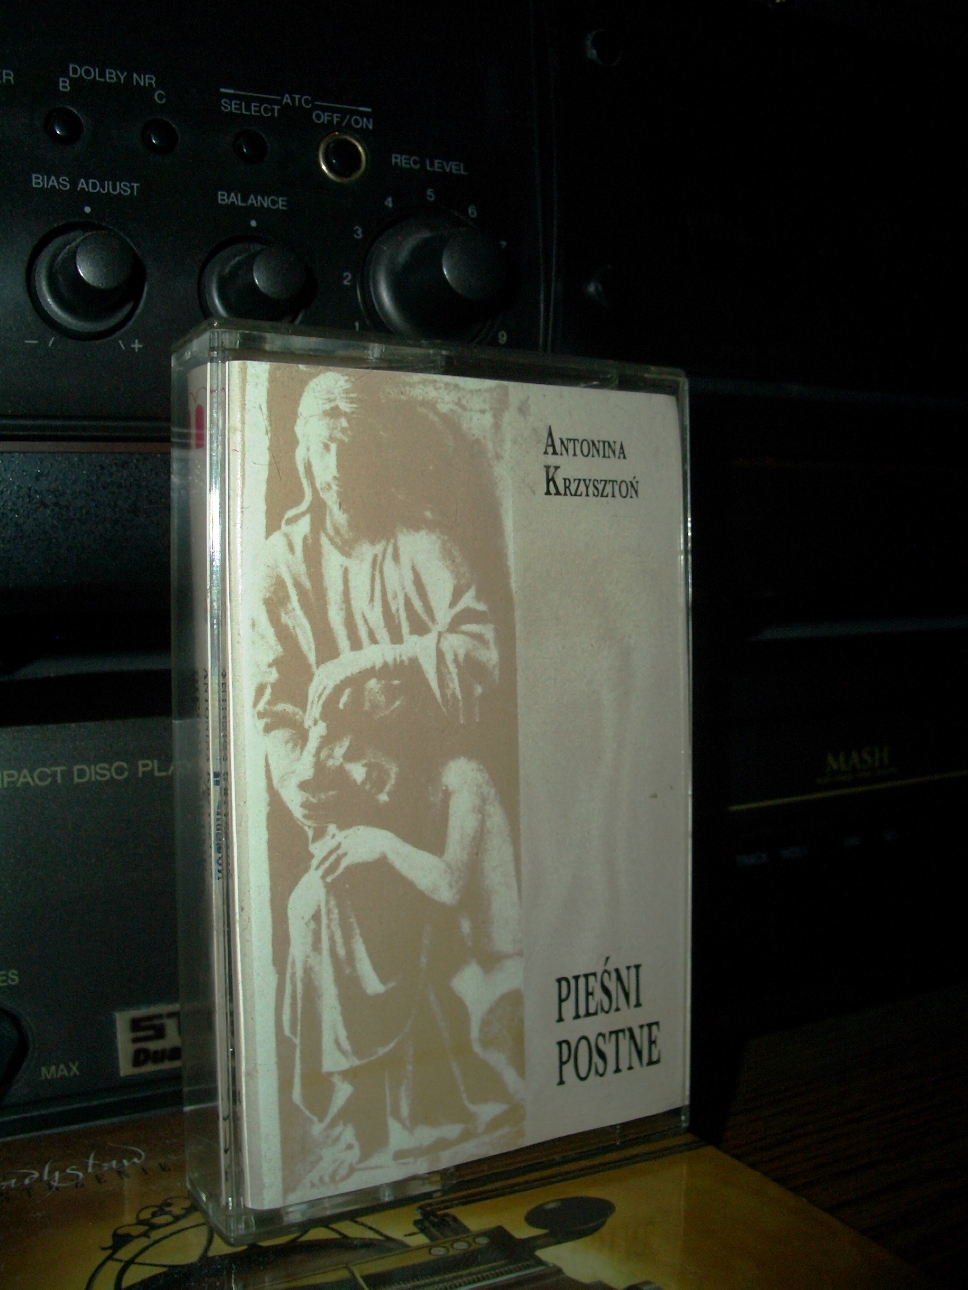 DOLBY NR
B
C
ATC
SELECT
OFF/ON
REC LEVEL
BIAS ADJUST
BALANCE
1
2
3
4
5
6
9
- +
ANTONINA
KRZYSZTOŃ
PIEŚNI
POSTNE
DISC
MASH
MAX